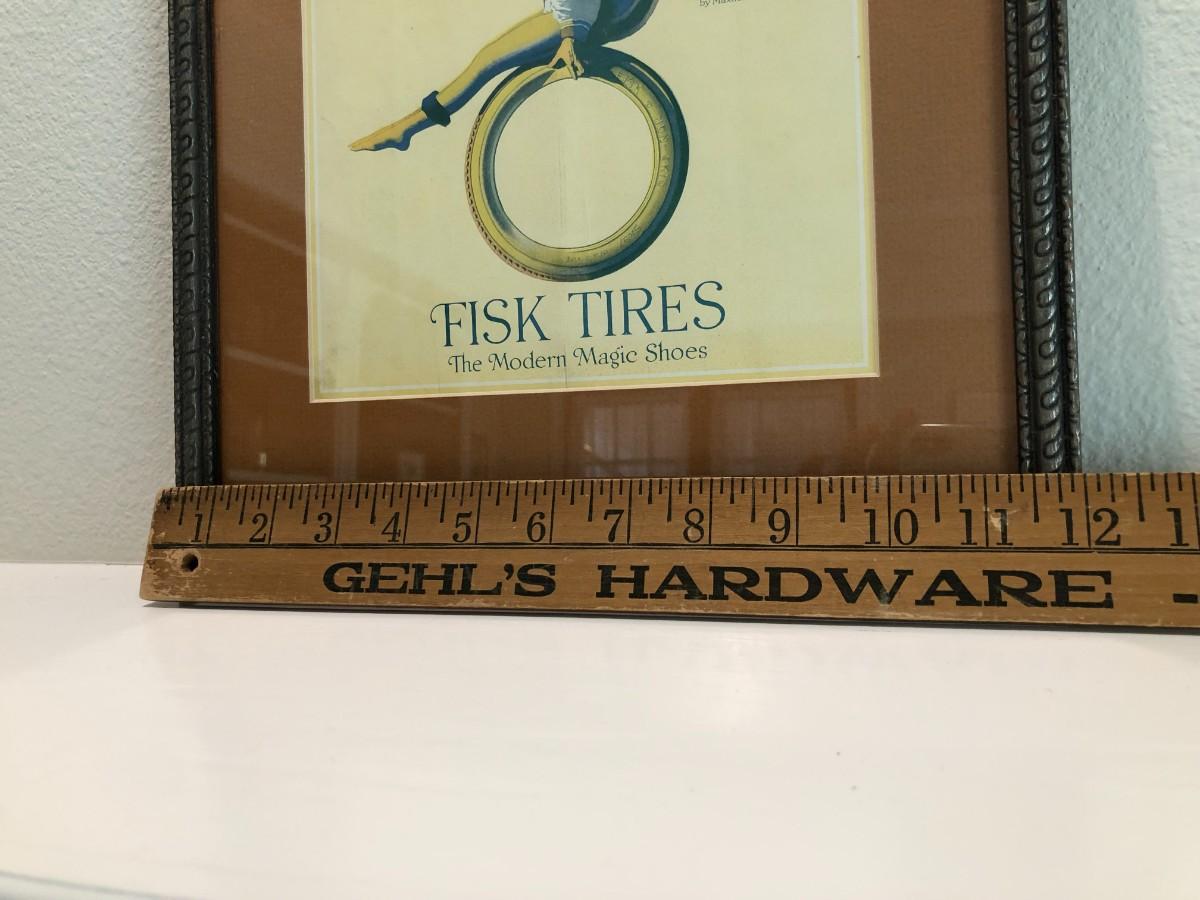 FISK TIRES
The Modern Magic Shoes
1 2 3 4 5 6 7 8 9 10 11 12 1
GEHL'S HARDWARE -